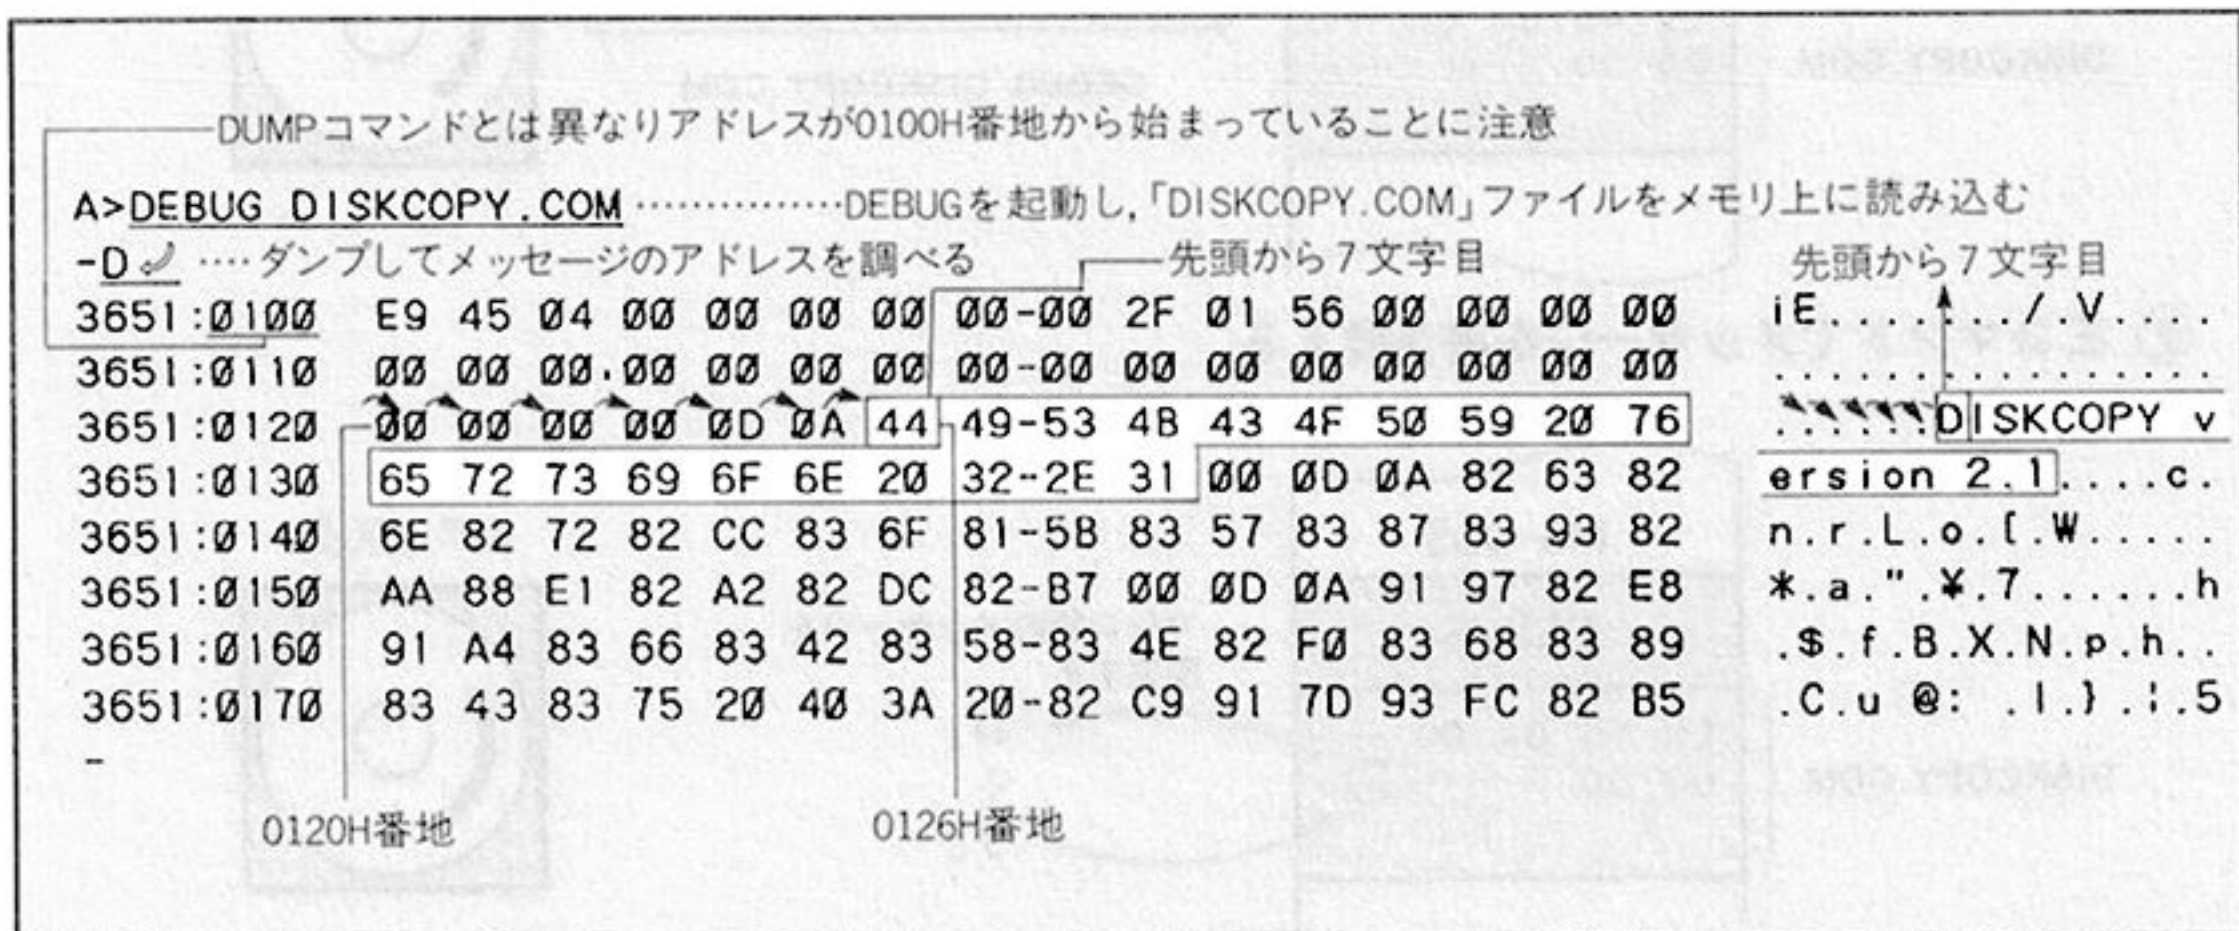 DUMPコマンドとは異なりアドレスが0100H番地から始まっていることに注意
A>DEBUG DISKCOPY.COM ……………DEBUGを起動し,「DISKCOPY.COM」ファイルをメモリ上に読み込む
-D ····ダンプしてメッセージのアドレスを調べる 先頭から7文字目 先頭から7文字目
3651:0100 E9 45 04 00 00 00 00 00-00 2F 01 56 00 00 00 00 iE......./.V....
3651:0110 00 00 00.00 00 00 00 00-00 00 00 00 00 00 00 00 ................
3651:0120 00 00 00 00 0D 0A 44 49-53 4B 43 4F 50 59 20 76 ......DISKCOPY v
3651:0130 65 72 73 69 6F 6E 20 32-2E 31 00 0D 0A 82 63 82 ersion 2.1....c.
3651:0140 6E 82 72 82 CC 83 6F 81-5B 83 57 83 87 83 93 82 n.r.L.o.[.W.....
3651:0150 AA 88 E1 82 A2 82 DC 82-B7 00 0D 0A 91 97 82 E8 *.a.".¥.7......h
3651:0160 91 A4 83 66 83 42 83 58-83 4E 82 F0 83 68 83 89 .$.f.B.X.N.p.h..
3651:0170 83 43 83 75 20 40 3A 20-82 C9 91 7D 93 FC 82 B5 .C.u @: .I.}.¦.5
-
0120H番地 0126H番地